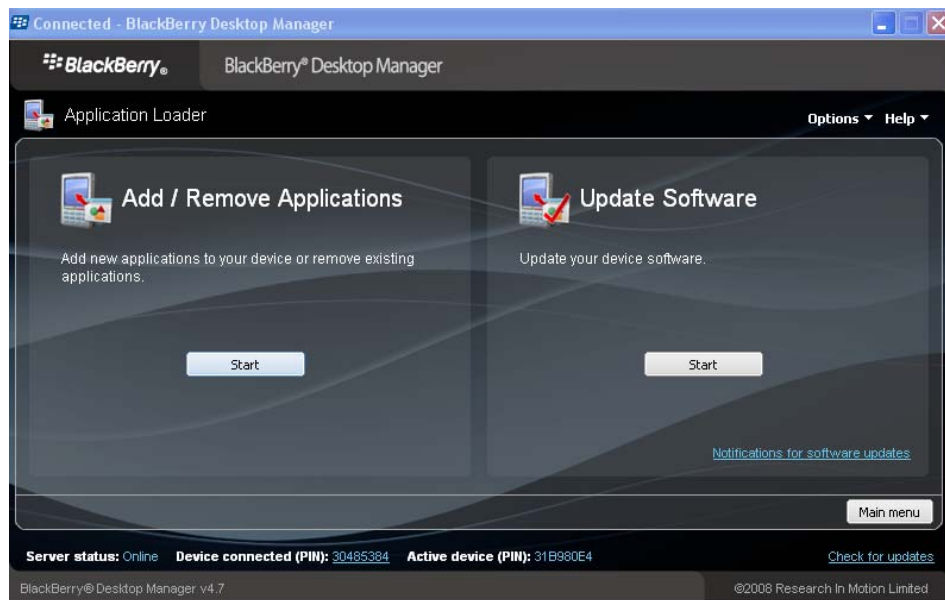 Connected - BlackBerry Desktop Manager
BlackBerry®
BlackBerry® Desktop Manager
Application Loader
Options Help
Add / Remove Applications
Add new applications to your device or remove existing
applications.
Start
Update Software
Update your device software.
Start
Notifications for software updates
Main menu
Server status: Online Device connected (PIN): 30485384 Active device (PIN): 31B980E4 Check for updates
BlackBerry® Desktop Manager v4.7 ©2008 Research In Motion Limited